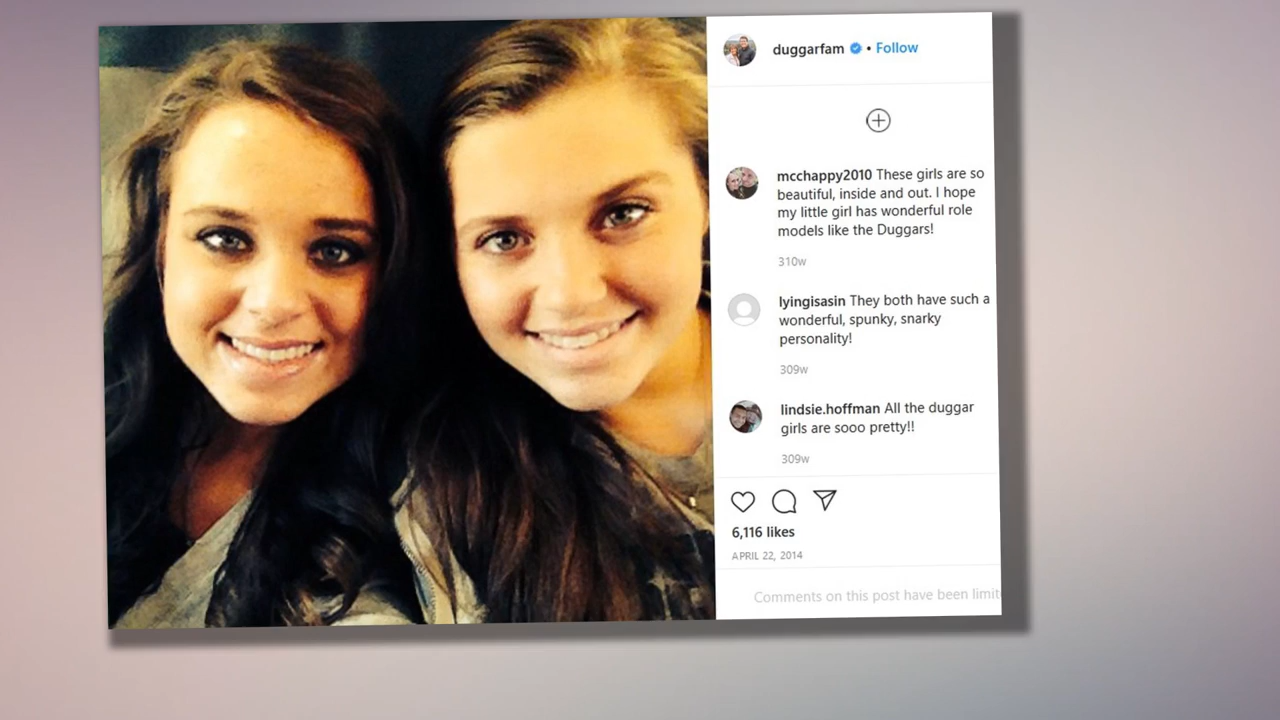 duggarfam • Follow
mcchappy2010 These girls are so
beautiful, inside and out. I hope
my little girl has wonderful role
models like the Duggars!
310w
lyingisasin They both have such a
wonderful, spunky, snarky
personality!
309w
lindsie.hoffman All the duggar
girls are sooo pretty!!
309w
6,116 likes
APRIL 22, 2014
Comments on this post have been limit